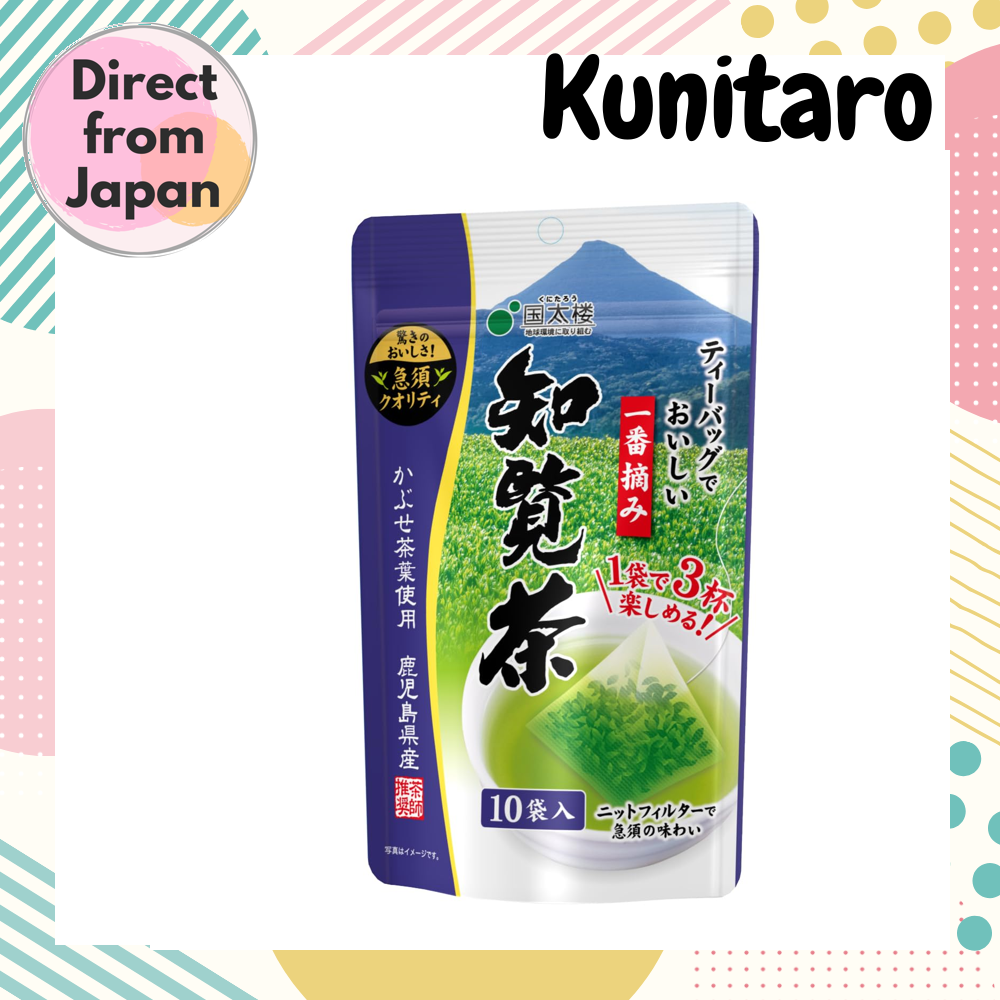 Direct
from
Japan
Kunitaro
くにたろう
国太楼
地球環境に取り組む
驚きの
おいしさ!
急須
クオリティ
知覧茶
ティーバッグで
おいしい
一番摘み
1袋で3杯
楽しめる!
かぶせ茶葉使用 鹿児島県産
茶師
推奨
10袋入
ニットフィルターで
急須の味わい
写真はイメージです。